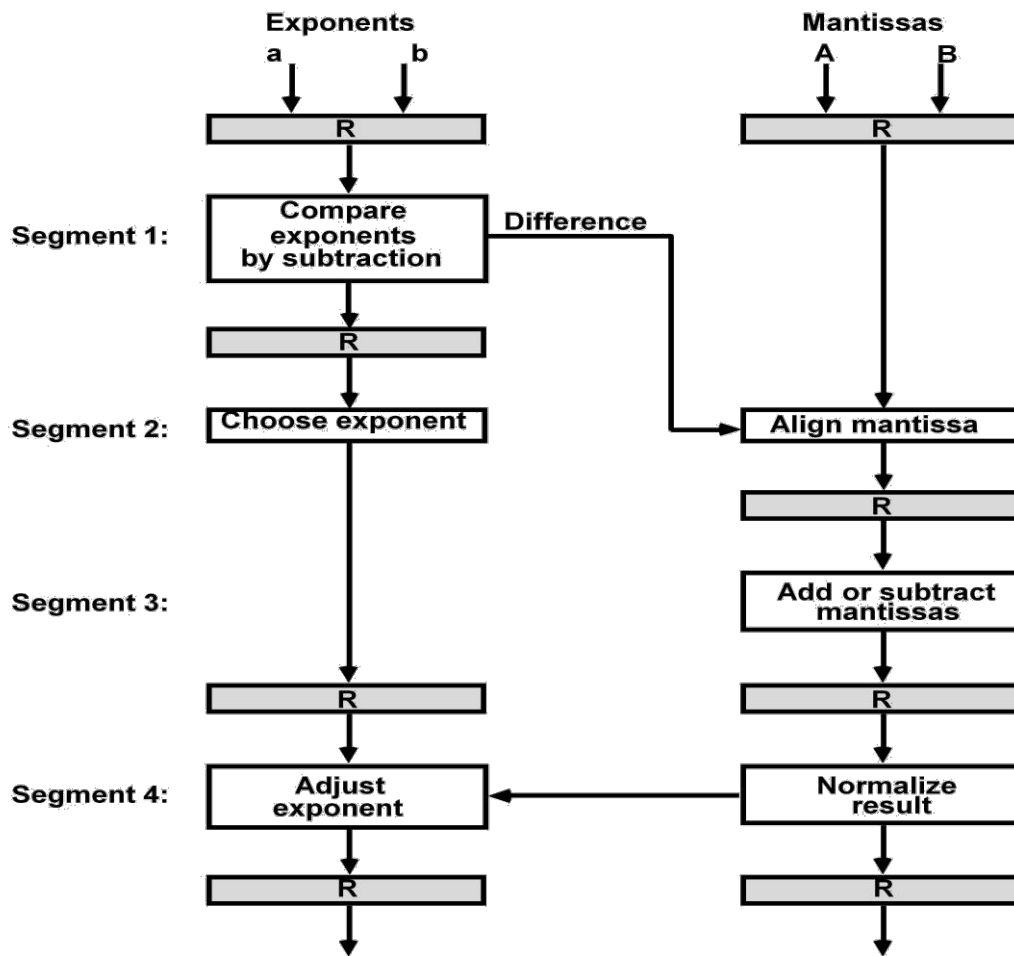 Exponents
a b
Mantissas
A B
R
R
Segment 1:
Compare
exponents
by subtraction
Difference
R
Segment 2:
Choose exponent
Align mantissa
R
Segment 3:
Add or subtract
mantissas
R
R
Segment 4:
Adjust
exponent
Normalize
result
R
R